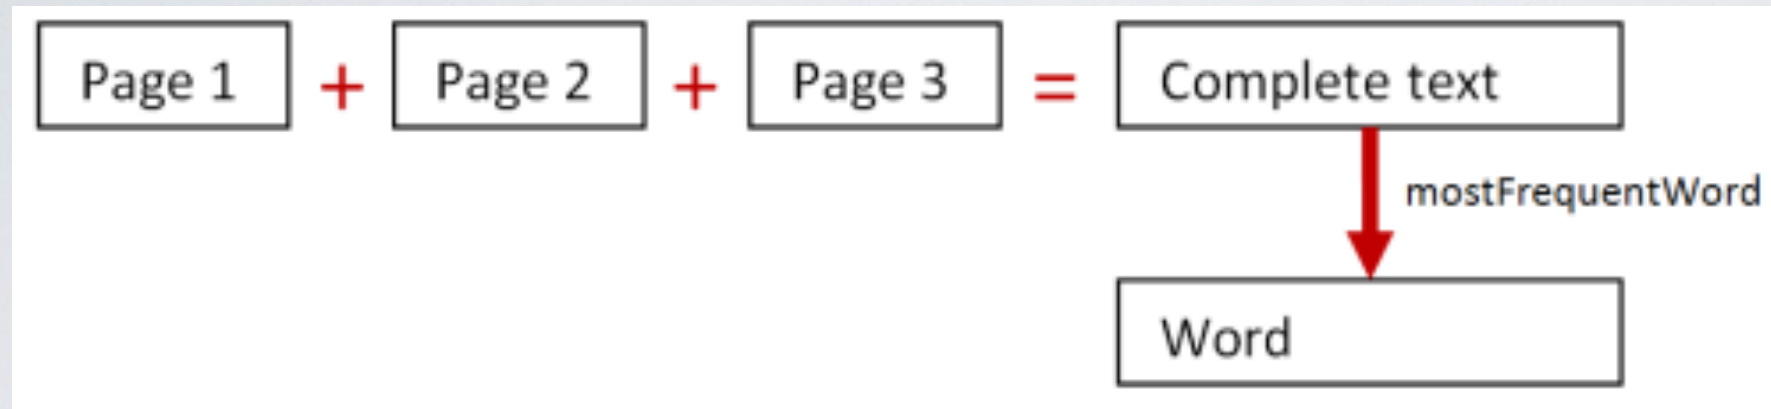 Page 1 + Page 2 + Page 3 = Complete text
mostFrequentWord
Word